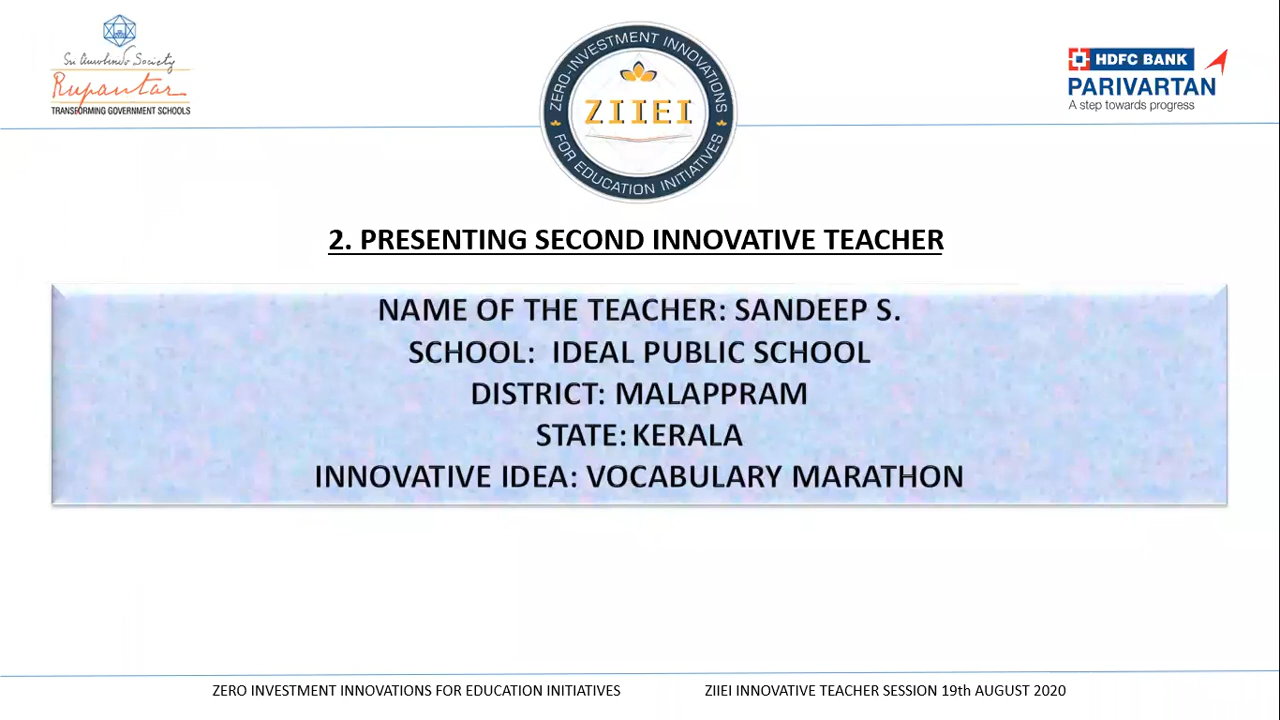 Sri Aurobindo Society
Rupantar
TRANSFORMING GOVERNMENT SCHOOLS
ZERO-INVESTMENT INNOVATIONS
ZIIEI
FOR EDUCATION INITIATIVES
HDFC BANK
PARIVARTAN
A step towards progress
2. PRESENTING SECOND INNOVATIVE TEACHER
NAME OF THE TEACHER: SANDEEP S.
SCHOOL: IDEAL PUBLIC SCHOOL
DISTRICT: MALAPPRAM
STATE: KERALA
INNOVATIVE IDEA: VOCABULARY MARATHON
ZERO INVESTMENT INNOVATIONS FOR EDUCATION INITIATIVES
ZIIEI INNOVATIVE TEACHER SESSION 19th AUGUST 2020